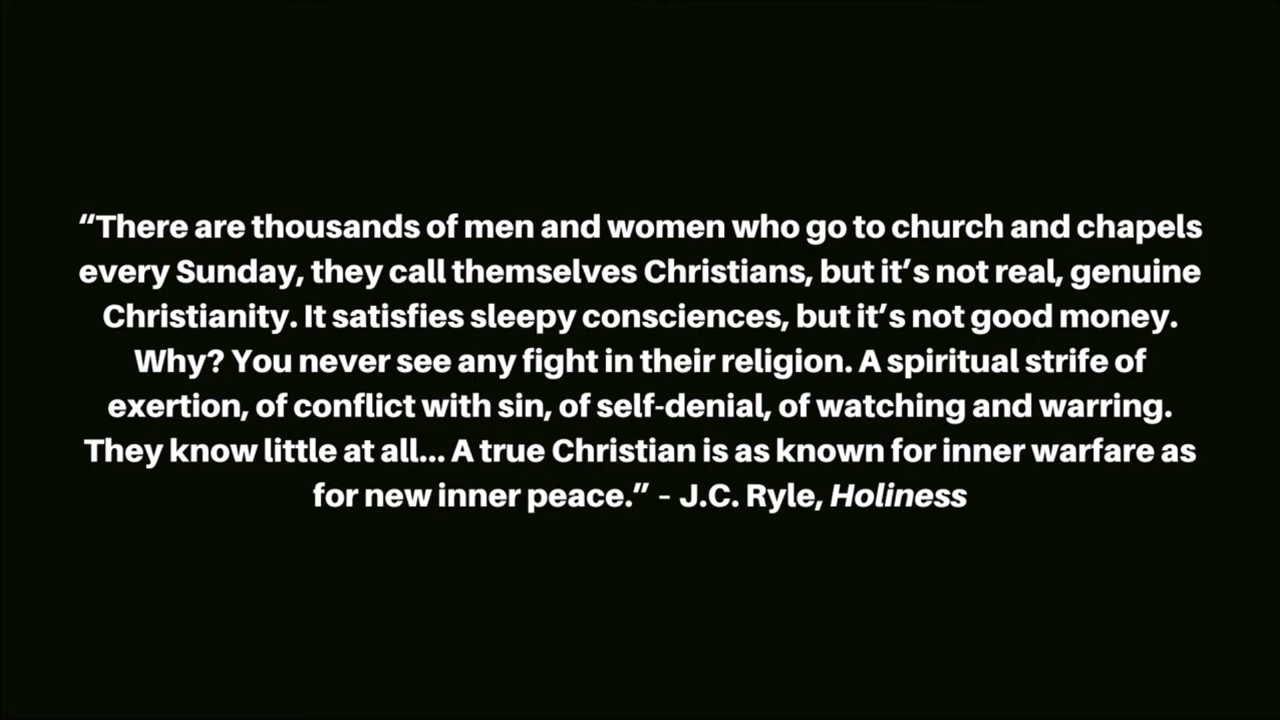 “There are thousands of men and women who go to church and chapels
every Sunday, they call themselves Christians, but it’s not real, genuine
Christianity. It satisfies sleepy consciences, but it’s not good money.
Why? You never see any fight in their religion. A spiritual strife of
exertion, of conflict with sin, of self-denial, of watching and warring.
They know little at all... A true Christian is as known for inner warfare as
for new inner peace.” – J.C. Ryle, Holiness